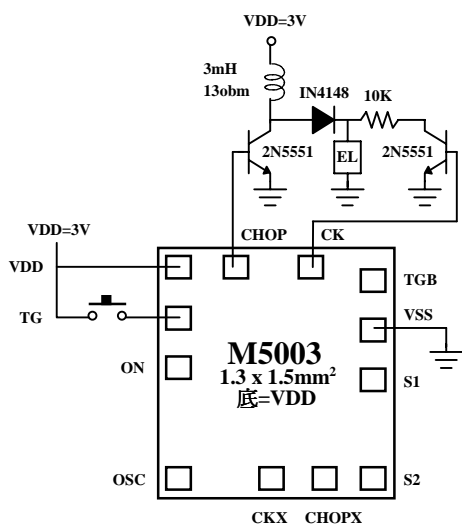 VDD=3V
3mH
13obm
IN4148
10K
2N5551
EL
2N5551
VDD=3V
CHOP
CK
VDD
TGB
TG
VSS
ON
M5003
1.3 x 1.5mm²
底=VDD
S1
OSC
S2
CKX
CHOPX